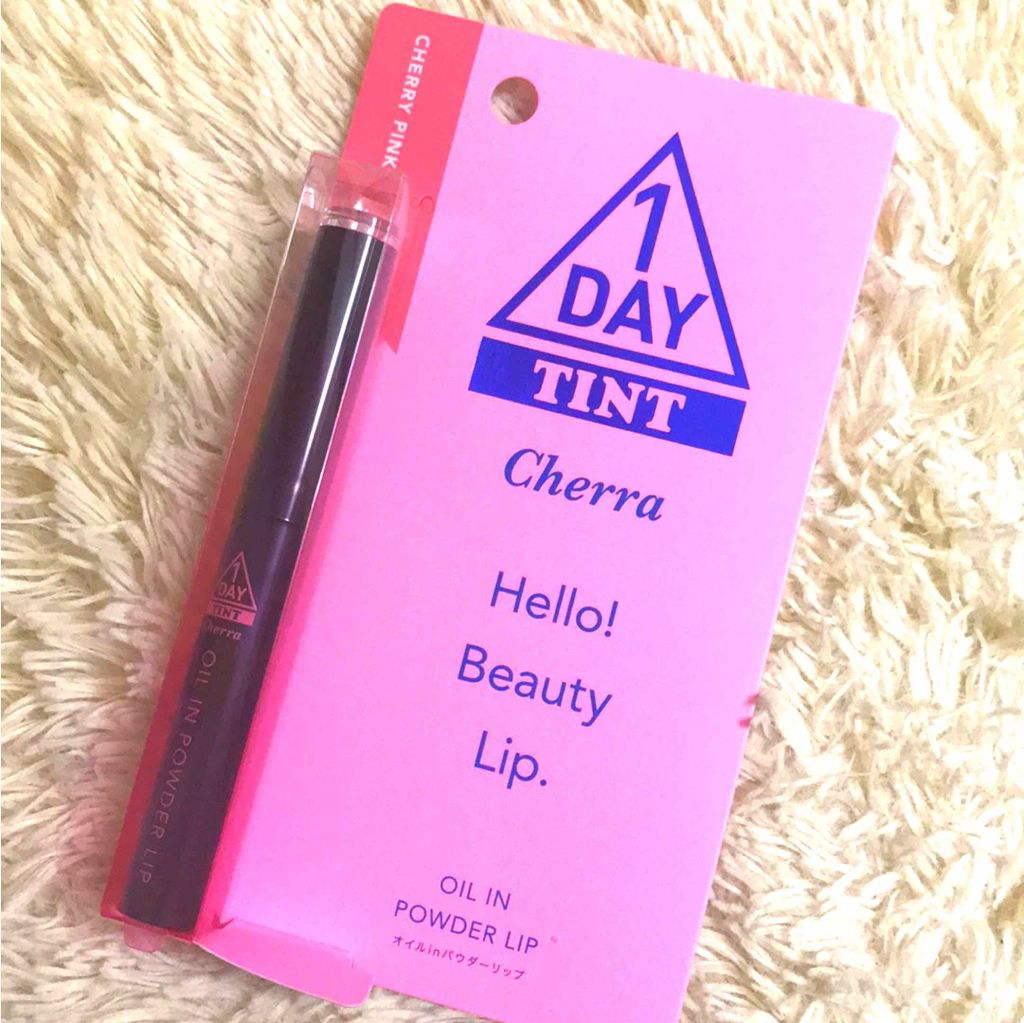 CHERRY PINK
1
DAY
TINT
Cherra
Hello!
Beauty
Lip.
OIL IN
POWDER LIP
オイルinパウダーリップ
1
DAY
TINT
Cherra
OIL IN POWDER LIP